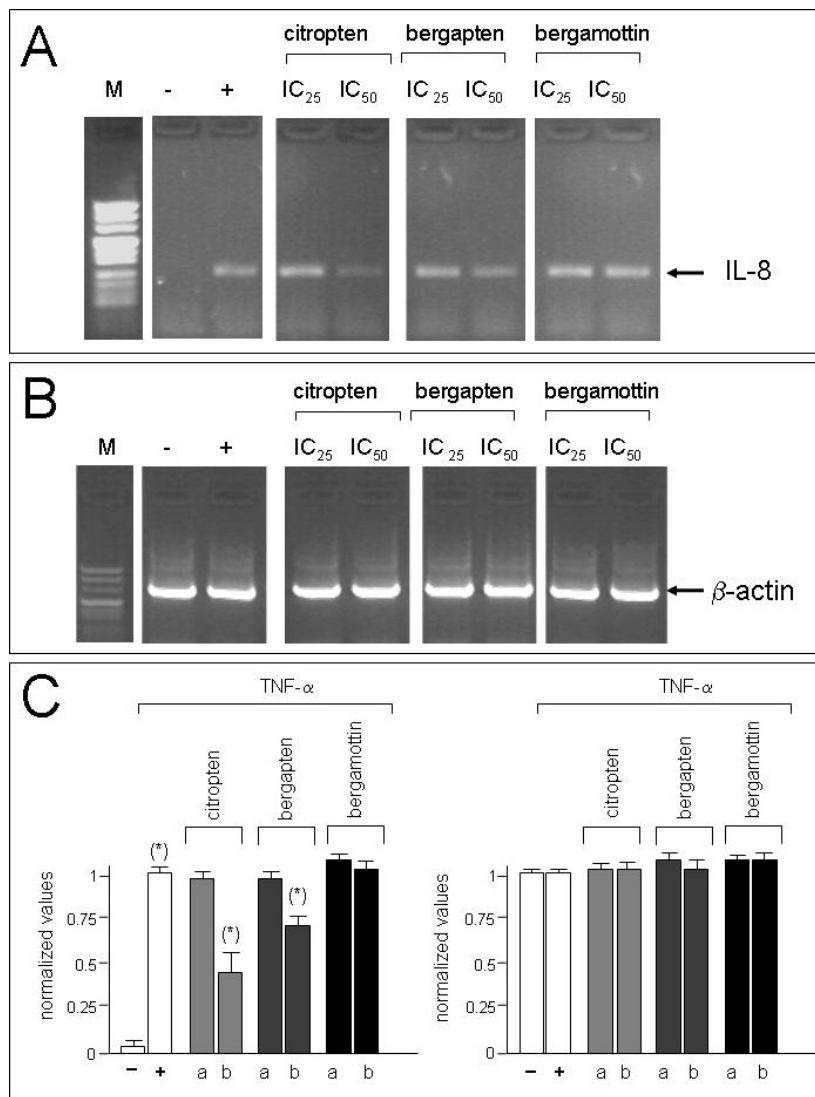 A
citropten bergapten bergamottin
M - + IC25 IC50 IC25 IC50 IC25 IC50
IL-8
B
citropten bergapten bergamottin
M - + IC25 IC50 IC25 IC50 IC25 IC50
β-actin
C
TNF-α
citropten
bergapten
bergamottin
normalized values
1
0.75
0.5
0.25
0
(*)
(*)
(*)
− + a b a b a b
TNF-α
citropten
bergapten
bergamottin
normalized values
1
0.75
0.5
0.25
0
− + a b a b a b